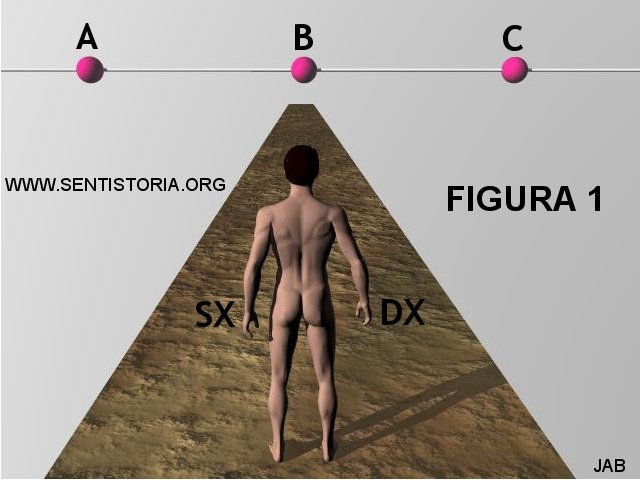 A B C
WWW.SENTISTORIA.ORG
FIGURA 1
SX DX
JAB